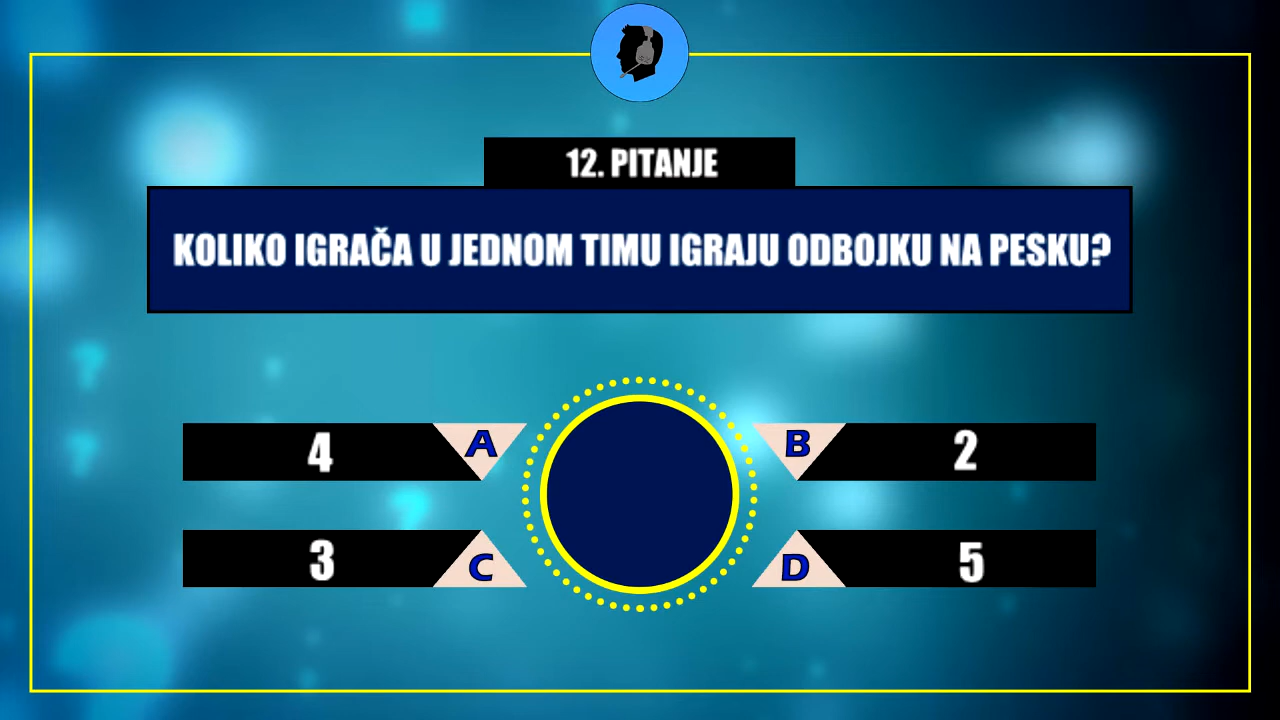 12. PITANJE
KOLIKO IGRAČA U JEDNOM TIMU IGRAJU ODBOJKU NA PESKU?
4 A
B 2
3 C
D 5